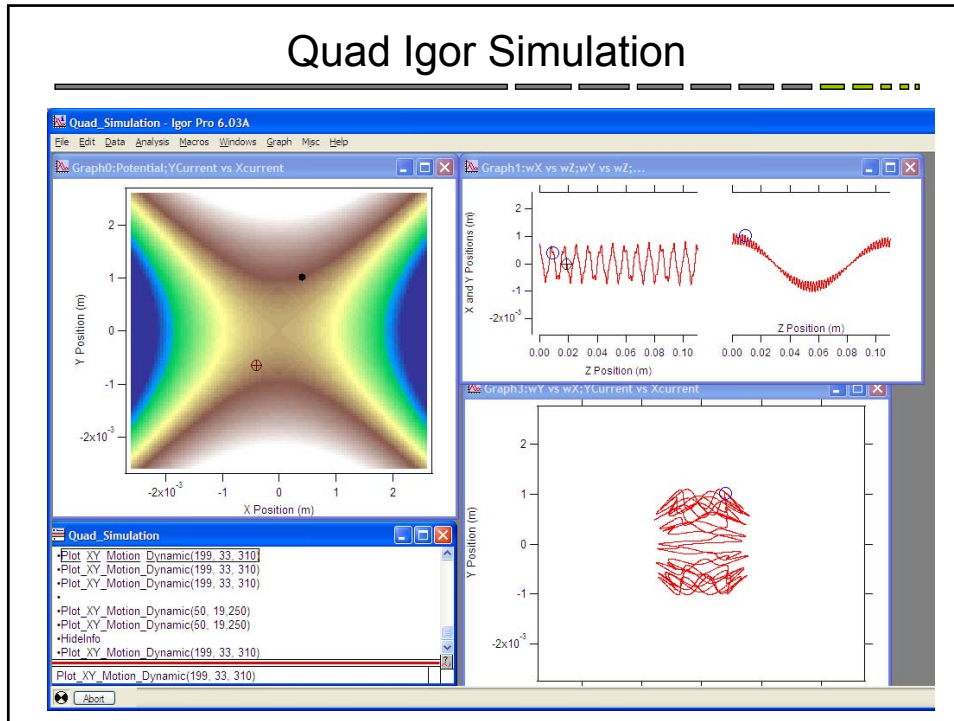 Quad Igor Simulation
Quad_Simulation - Igor Pro 6.03A
File Edit Data Analysis Macros Windows Graph Misc Help
Graph0:Potential;YCurrent vs Xcurrent
Y Position (m)
2
1
0
-1
-2x10-3
-2x10-3 -1 0 1 2
X Position (m)
Graph1:wX vs wZ;wY vs wZ;...
X and Y Positions (m)
2
1
0
-1
-2x10-3
0.00 0.02 0.04 0.06 0.08 0.10
Z Position (m)
Z Position (m)
0.00 0.02 0.04 0.06 0.08 0.10
Graph3:wY vs wX;YCurrent vs Xcurrent
Y Position (m)
2
1
0
-1
-2x10-3
Quad_Simulation
•Plot_XY_Motion_Dynamic(199, 33, 310)
•Plot_XY_Motion_Dynamic(199, 33, 310)
•Plot_XY_Motion_Dynamic(199, 33, 310)
•
•Plot_XY_Motion_Dynamic(50, 19,250)
•Plot_XY_Motion_Dynamic(50, 19,250)
•HideInfo
•Plot_XY_Motion_Dynamic(199, 33, 310)
Plot_XY_Motion_Dynamic(199, 33, 310)
Abort